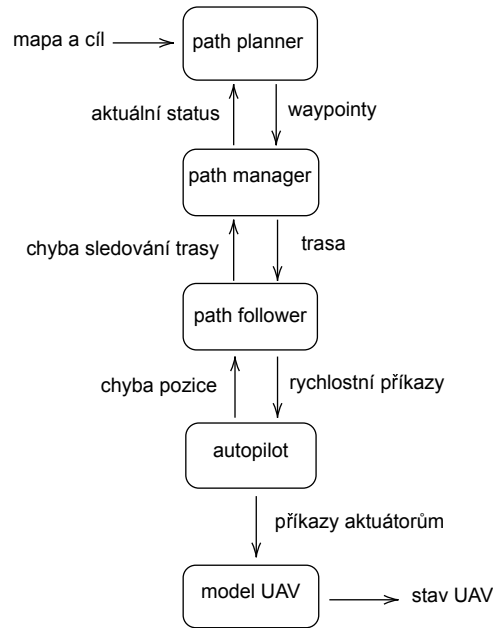 mapa a cíl
path planner
aktuální status
waypointy
path manager
chyba sledování trasy
trasa
path follower
chyba pozice
rychlostní příkazy
autopilot
příkazy aktuátorům
model UAV
stav UAV